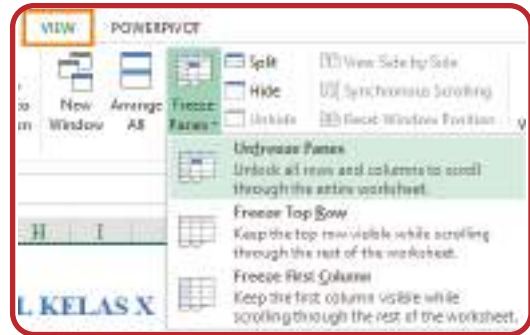 VIEW POWERPIVOT
Split View Side by Side
New Arrange Freeze Hide Synchronous Scrolling
Window All Panes Unhide Reset Window Position
Unfreeze Panes
Unlock all rows and columns to scroll
through the entire worksheet.
Freeze Top Row
Keep the top row visible while scrolling
through the rest of the worksheet.
Freeze First Column
Keep the first column visible while
scrolling through the rest of the worksheet.
H I
L KELAS X